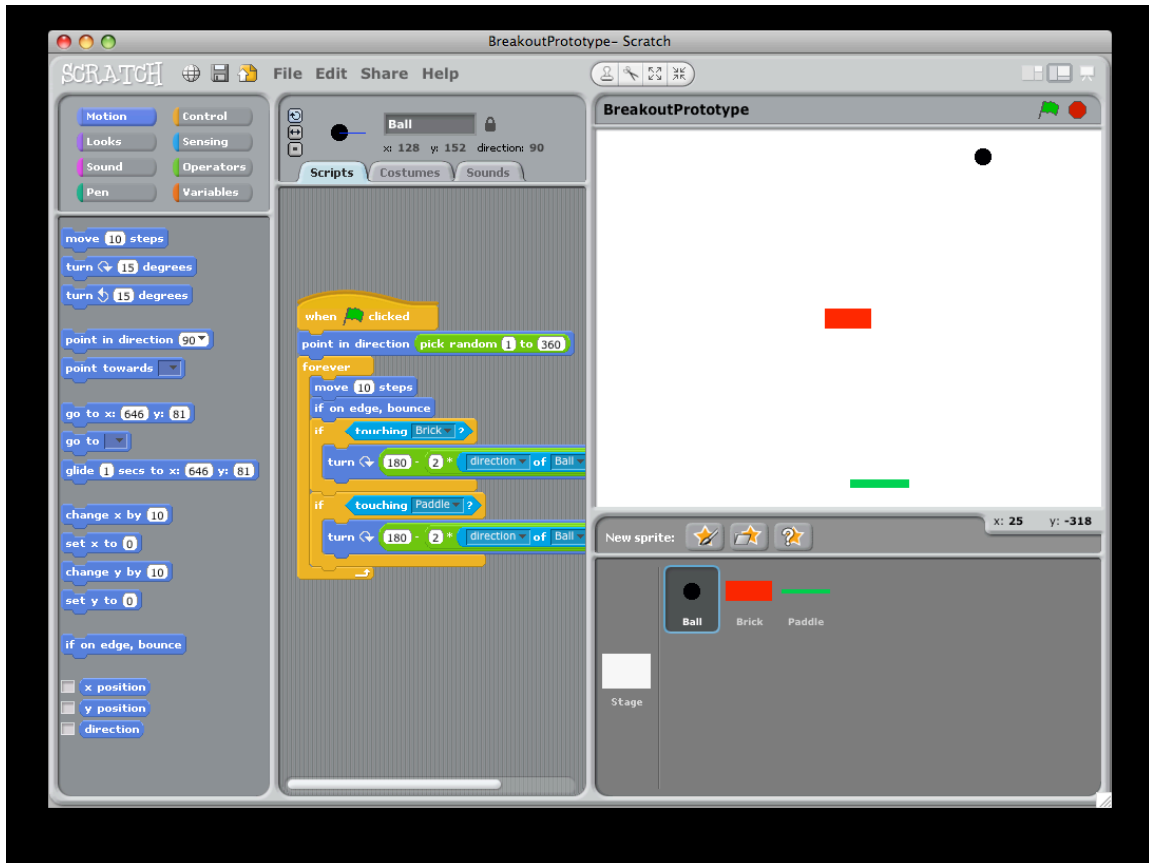 BreakoutPrototype- Scratch
SCRATCH File Edit Share Help
Motion Control
Looks Sensing
Sound Operators
Pen Variables
move 10 steps
turn 15 degrees
turn 15 degrees
point in direction 90
point towards
go to x: 646 y: 81
go to
glide 1 secs to x: 646 y: 81
change x by 10
set x to 0
change y by 10
set y to 0
if on edge, bounce
x position
y position
direction
Ball
x: 128 y: 152 direction: 90
Scripts Costumes Sounds
when clicked
point in direction pick random 1 to 360
forever
move 10 steps
if on edge, bounce
if touching Brick ?
turn 180 - 2 * direction of Ball
if touching Paddle ?
turn 180 - 2 * direction of Ball
BreakoutPrototype
x: 25 y: -318
New sprite:
Ball Brick Paddle
Stage